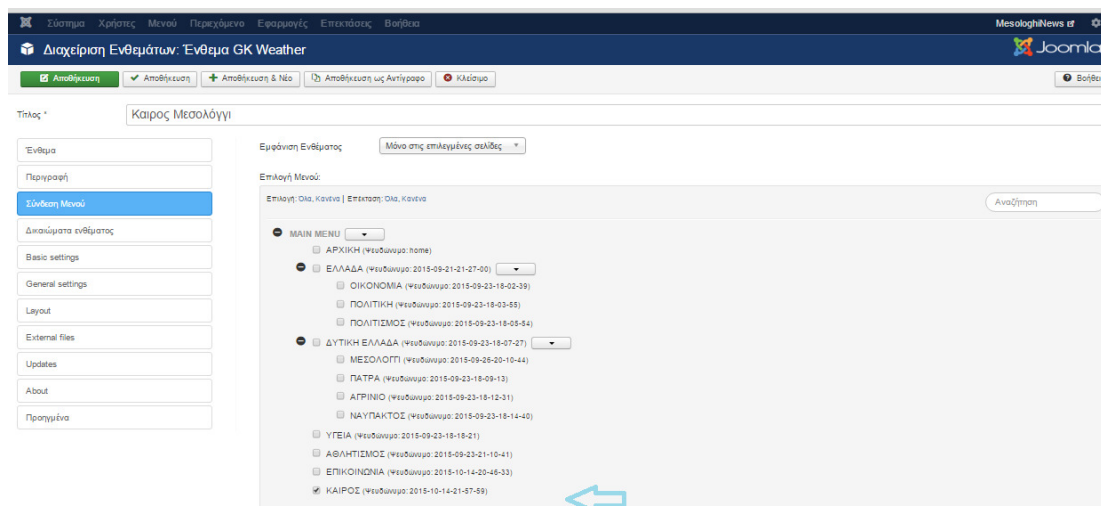 Σύστημα Χρήστες Μενού Περιεχόμενο Εφαρμογές Επεκτάσεις Βοήθεια MesologhiNews
Διαχείριση Ενθεμάτων: Ένθεμα GK Weather Joomla
Αποθήκευση Αποθήκευση Αποθήκευση & Νέο Αποθήκευση ως Αντίγραφο Κλείσιμο Βοήθει
Τίτλος * Καιρος Μεσολόγγι
Ένθεμα
Περιγραφή
Σύνδεση Μενού
Δικαιώματα ενθέματος
Basic settings
General settings
Layout
External files
Updates
About
Προηγμένα
Εμφάνιση Ενθέματος Μόνο στις επιλεγμένες σελίδες
Επιλογή Μενού:
Επιλογή: Όλα, Κανένα | Επέκταση: Όλα, Κανένα Αναζήτηση
MAIN MENU
ΑΡΧΙΚΗ (Ψευδώνυμο: home)
ΕΛΛΑΔΑ (Ψευδώνυμο: 2015-09-21-21-27-00)
ΟΙΚΟΝΟΜΙΑ (Ψευδώνυμο: 2015-09-23-18-02-39)
ΠΟΛΙΤΙΚΗ (Ψευδώνυμο: 2015-09-23-18-03-55)
ΠΟΛΙΤΙΣΜΟΣ (Ψευδώνυμο: 2015-09-23-18-05-54)
ΔΥΤΙΚΗ ΕΛΛΑΔΑ (Ψευδώνυμο: 2015-09-23-18-07-27)
ΜΕΣΟΛΟΓΓΙ (Ψευδώνυμο: 2015-09-26-20-10-44)
ΠΑΤΡΑ (Ψευδώνυμο: 2015-09-23-18-09-13)
ΑΓΡΙΝΙΟ (Ψευδώνυμο: 2015-09-23-18-12-31)
ΝΑΥΠΑΚΤΟΣ (Ψευδώνυμο: 2015-09-23-18-14-40)
ΥΓΕΙΑ (Ψευδώνυμο: 2015-09-23-18-18-21)
ΑΘΛΗΤΙΣΜΟΣ (Ψευδώνυμο: 2015-09-23-21-10-41)
ΕΠΙΚΟΙΝΩΝΙΑ (Ψευδώνυμο: 2015-10-14-20-46-33)
ΚΑΙΡΟΣ (Ψευδώνυμο: 2015-10-14-21-57-59)